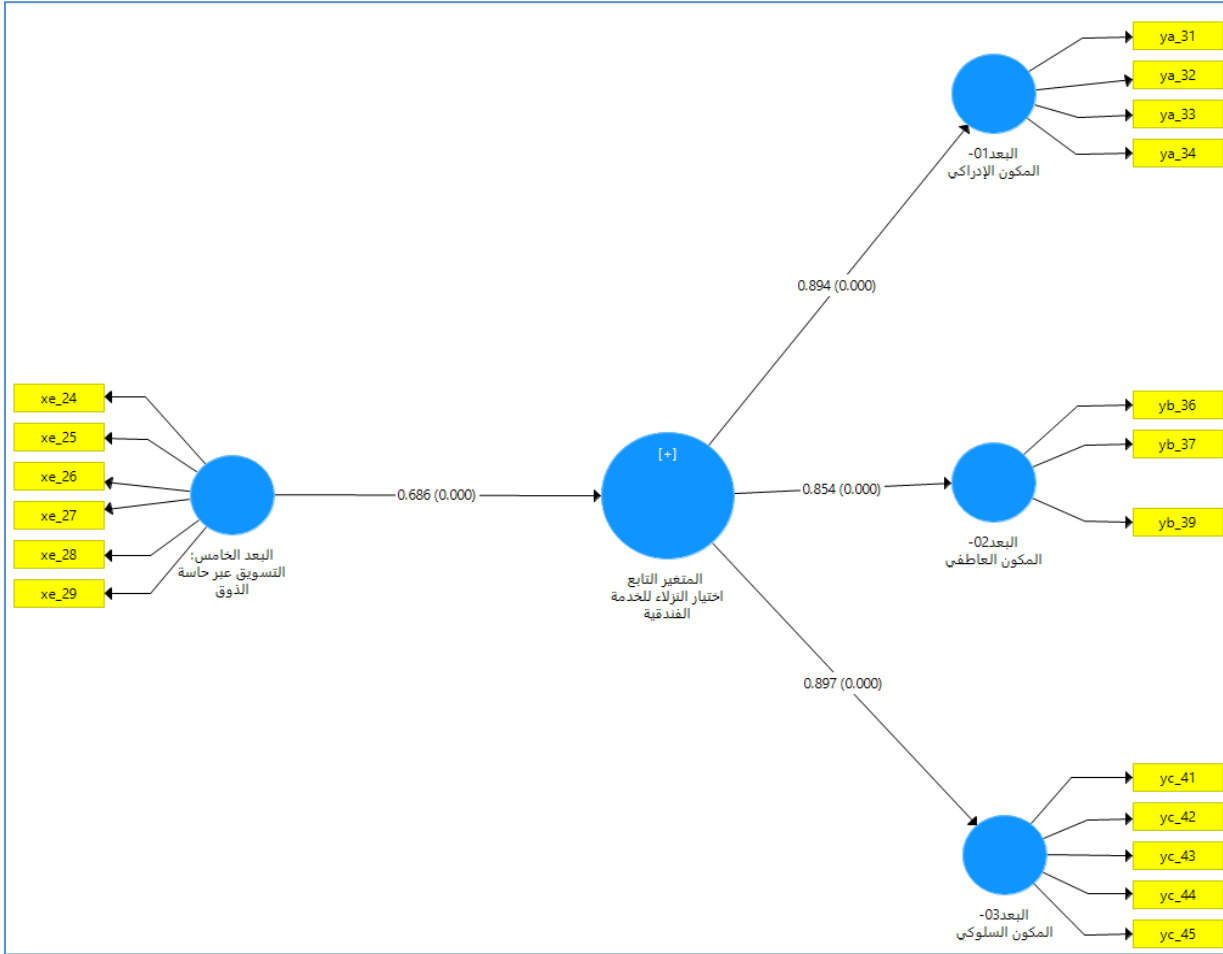 ya_31
ya_32
ya_33
ya_34
البعد01-
المكون الإدراكي
0.894 (0.000)
xe_24
xe_25
xe_26
xe_27
xe_28
xe_29
البعد الخامس:
التسويق عبر حاسة
الذوق
0.686 (0.000)
[+]
المتغير التابع
اختيار النزلاء للخدمة
الفندقية
0.854 (0.000)
yb_36
yb_37
yb_39
البعد02-
المكون العاطفي
0.897 (0.000)
yc_41
yc_42
yc_43
yc_44
yc_45
البعد03-
المكون السلوكي